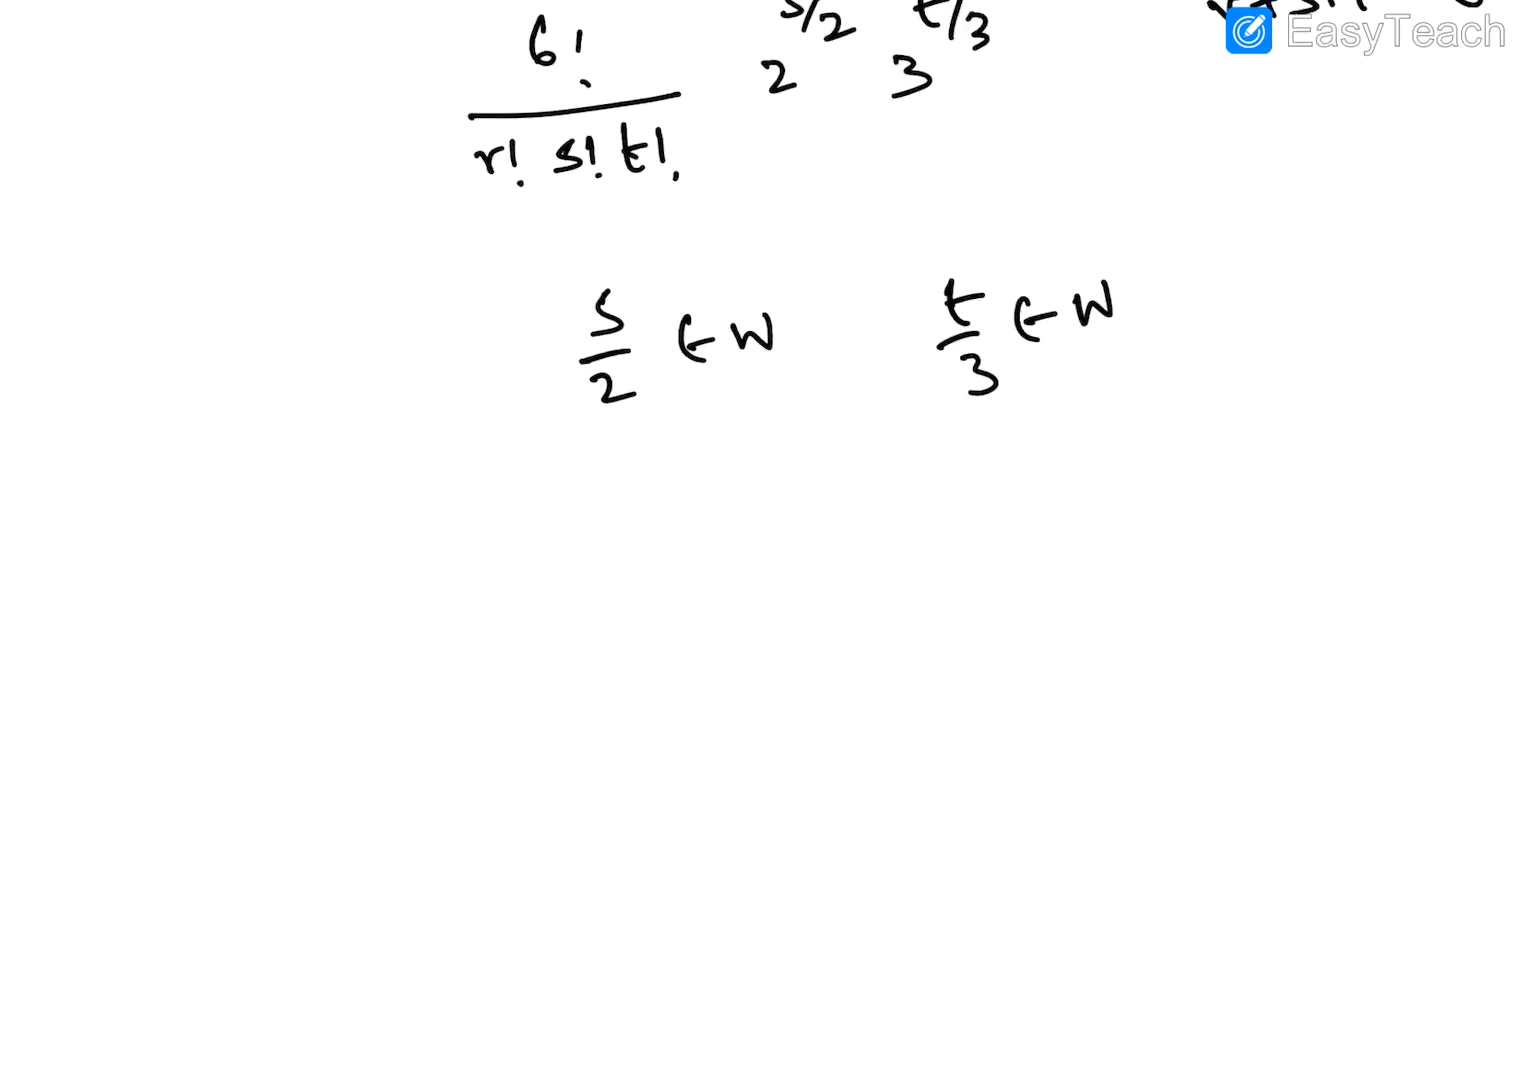 6! / r! s! t! 2^s/2 3^t/3
EasyTeach
s/2 ∈ W t/3 ∈ W